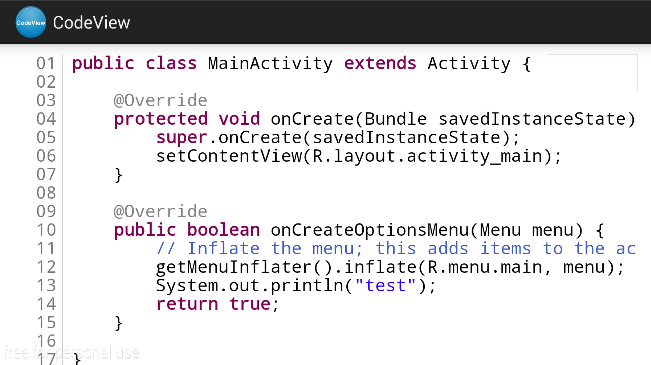 CodeView CodeView
01 public class MainActivity extends Activity {
02
03     @Override
04     protected void onCreate(Bundle savedInstanceState)
05         super.onCreate(savedInstanceState);
06         setContentView(R.layout.activity_main);
07     }
08
09     @Override
10     public boolean onCreateOptionsMenu(Menu menu) {
11         // Inflate the menu; this adds items to the ac
12         getMenuInflater().inflate(R.menu.main, menu);
13         System.out.println("test");
14         return true;
15     }
16
free for personal use
17 }